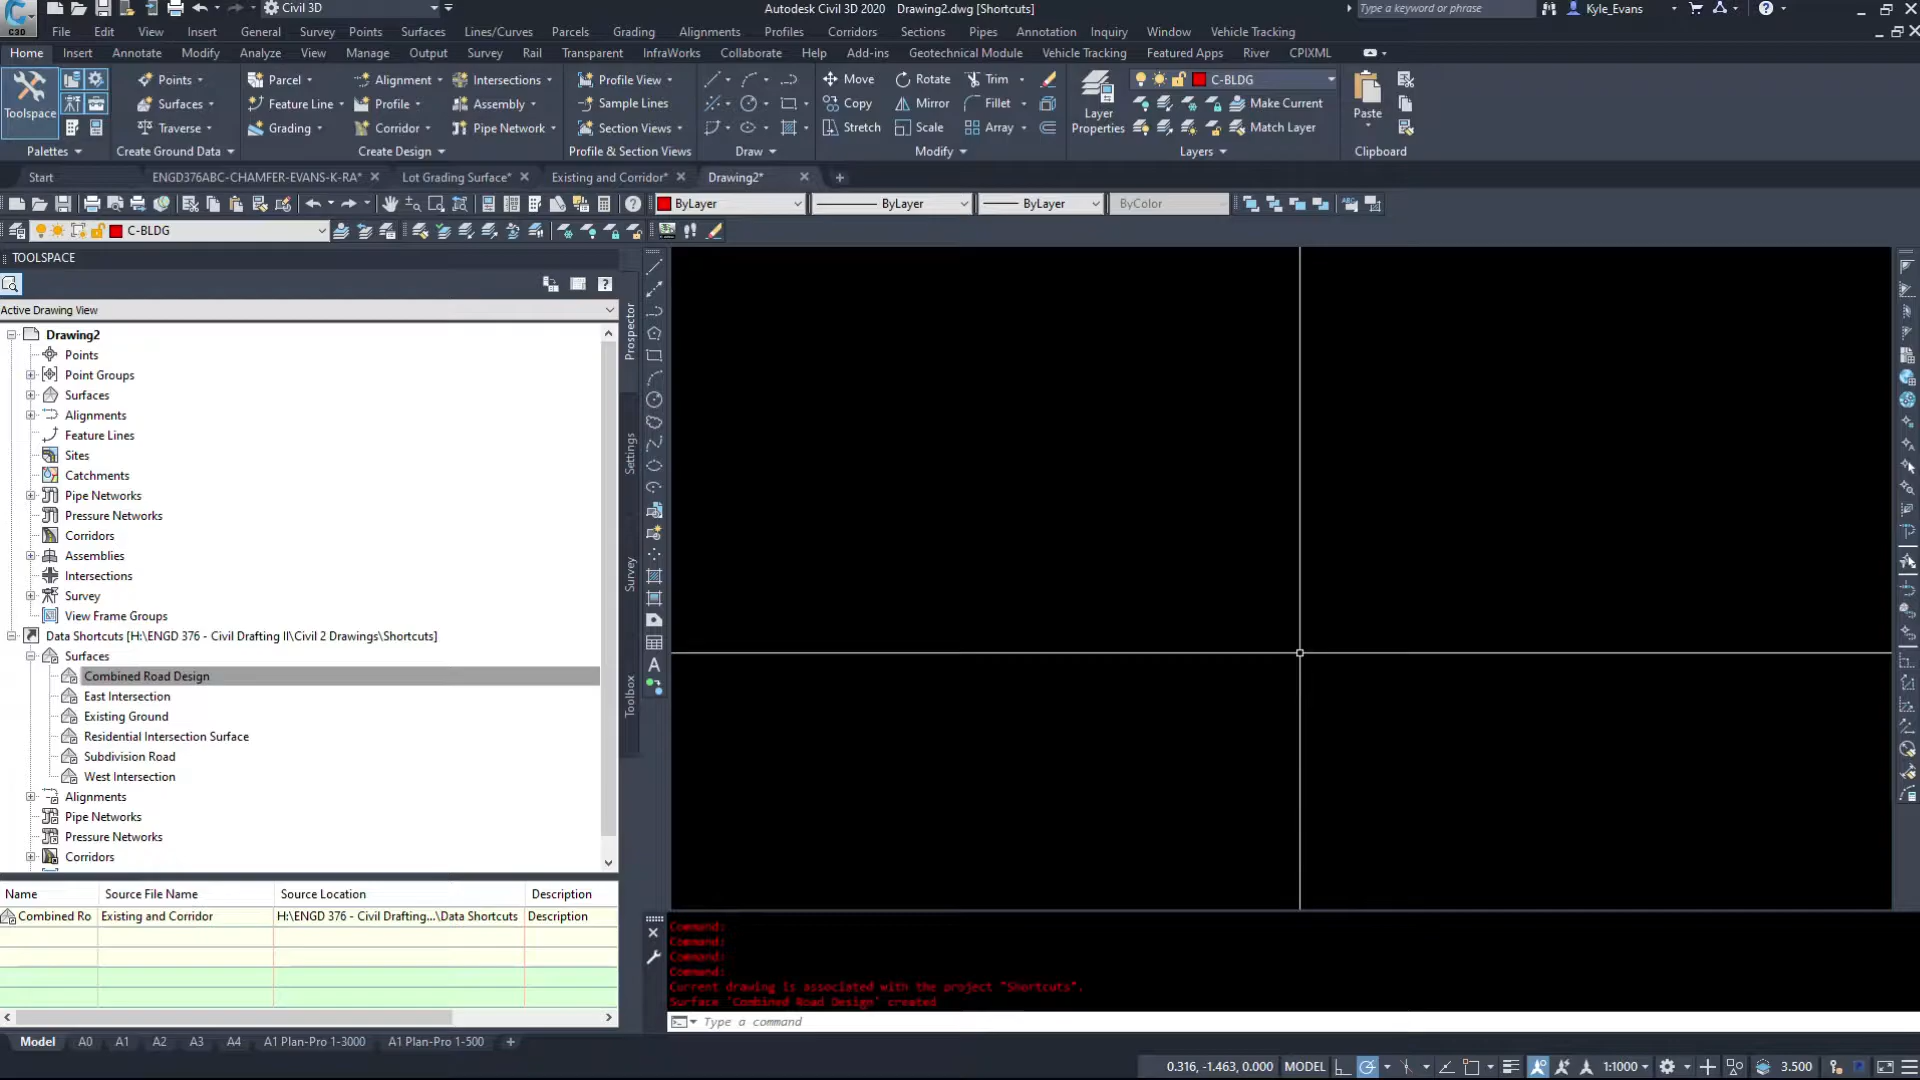 Civil 3D
Autodesk Civil 3D 2020 Drawing2.dwg [Shortcuts]
Type a keyword or phrase
Kyle_Evans
C3D
File Edit View Insert General Survey Points Surfaces Lines/Curves Parcels Grading Alignments Profiles Corridors Sections Pipes Annotation Inquiry Window Vehicle Tracking
Home Insert Annotate Modify Analyze View Manage Output Survey Rail Transparent InfraWorks Collaborate Help Add-ins Geotechnical Module Vehicle Tracking Featured Apps River CPIXML
Points Parcel Alignment Intersections Profile View Move Rotate Trim C-BLDG
Toolspace Surfaces Feature Line Profile Assembly Sample Lines Copy Mirror Fillet Layer Properties Make Current Paste
Traverse Grading Corridor Pipe Network Section Views Stretch Scale Array Match Layer
Palettes Create Ground Data Create Design Profile & Section Views Draw Modify Layers Clipboard
Start ENGD376ABC-CHAMFER-EVANS-K-RA* Lot Grading Surface* Existing and Corridor* Drawing2*
ByLayer ByLayer ByLayer ByColor
C-BLDG
TOOLSPACE
Active Drawing View
Drawing2
Points
Point Groups
Surfaces
Alignments
Feature Lines
Sites
Catchments
Pipe Networks
Pressure Networks
Corridors
Assemblies
Intersections
Survey
View Frame Groups
Data Shortcuts [H:\ENGD 376 - Civil Drafting II\Civil 2 Drawings\Shortcuts]
Surfaces
Combined Road Design
East Intersection
Existing Ground
Residential Intersection Surface
Subdivision Road
West Intersection
Alignments
Pipe Networks
Pressure Networks
Corridors
Prospector
Settings
Survey
Toolbox
Name Source File Name Source Location Description
Combined Ro Existing and Corridor H:\ENGD 376 - Civil Drafting...\Data Shortcuts Description
Command:
Command:
Command:
Command:
Current drawing is associated with the project "Shortcuts".
Surface 'Combined Road Design' created
Type a command
Model A0 A1 A2 A3 A4 A1 Plan-Pro 1-3000 A1 Plan-Pro 1-500
0.316, -1.463, 0.000 MODEL 1:1000 3.500